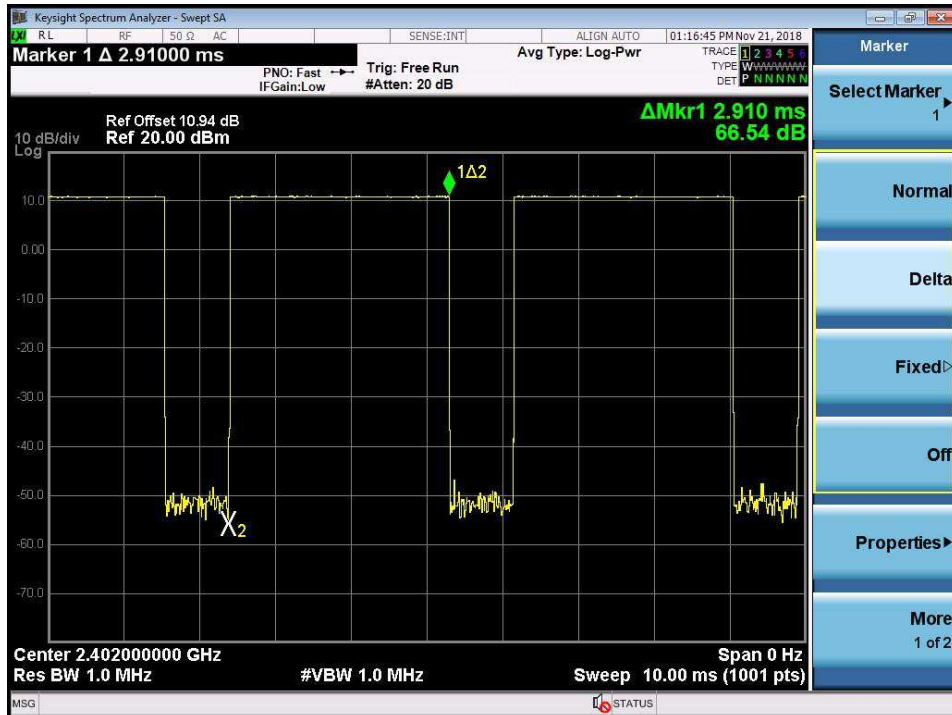 Keysight Spectrum Analyzer - Swept SA
LXI RL RF 50 Ω AC SENSE:INT ALIGN AUTO 01:16:45 PM Nov 21, 2018
Marker 1 Δ 2.91000 ms
PNO: Fast
IFGain:Low
Trig: Free Run
#Atten: 20 dB
Avg Type: Log-Pwr
TRACE 1 2 3 4 5 6
TYPE WWWWWWW
DET P N N N N N
ΔMkr1 2.910 ms
66.54 dB
Ref Offset 10.94 dB
10 dB/div Ref 20.00 dBm
Log
1Δ2
10.0
0.00
-10.0
-20.0
-30.0
-40.0
-50.0
X2
-60.0
-70.0
Center 2.402000000 GHz Span 0 Hz
Res BW 1.0 MHz #VBW 1.0 MHz Sweep 10.00 ms (1001 pts)
MSG STATUS
Marker
Select Marker
1
Normal
Delta
Fixed
Off
Properties
More
1 of 2